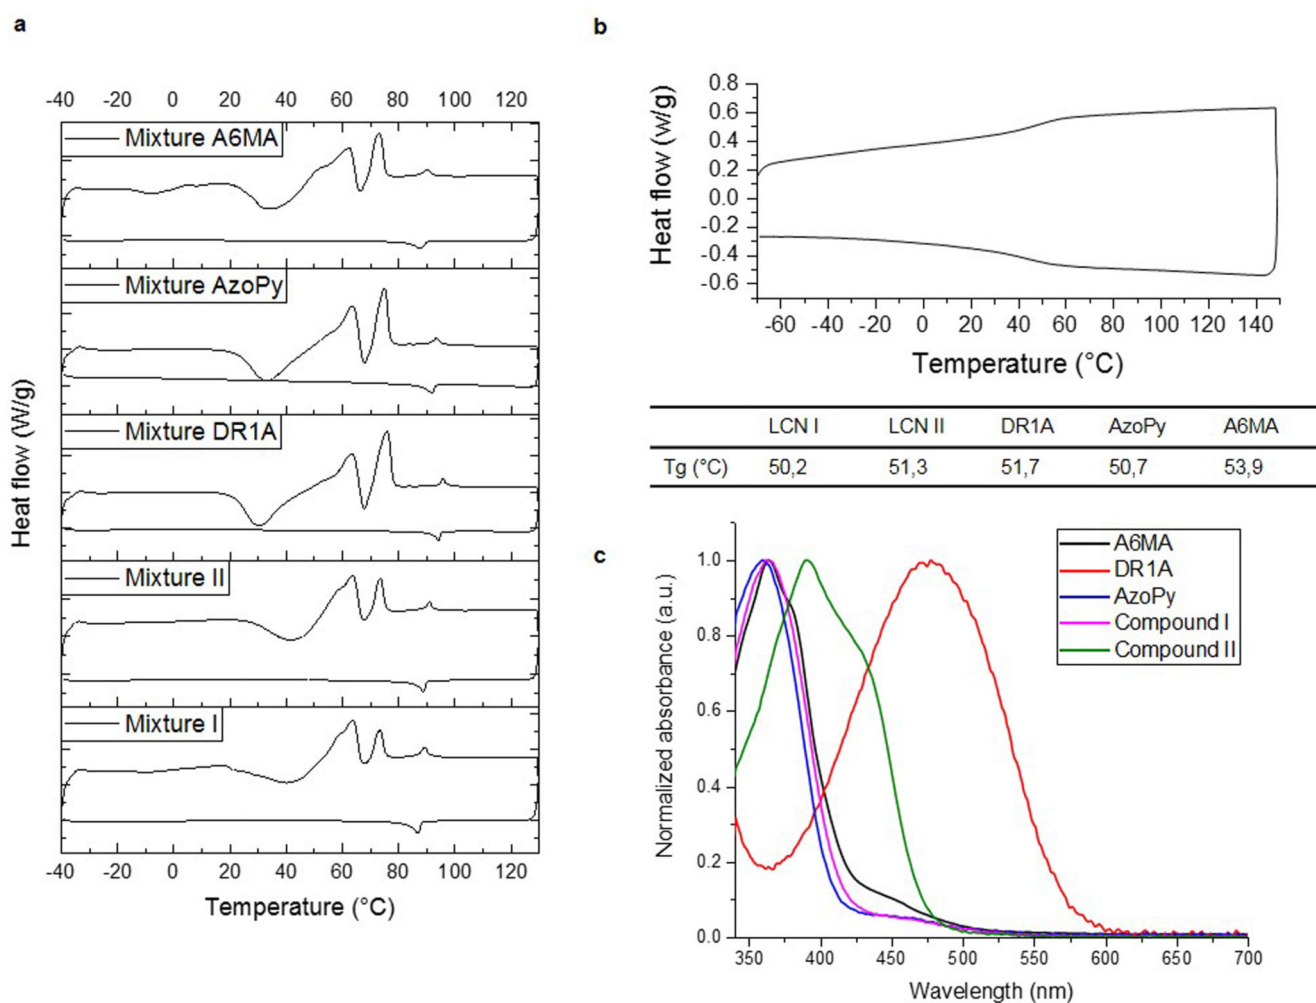 a
-40 -20 0 20 40 60 80 100 120
Mixture A6MA
Mixture AzoPy
Mixture DR1A
Mixture II
Mixture I
Heat flow (W/g)
-40 -20 0 20 40 60 80 100 120
Temperature (°C)
b
0.8
0.6
0.4
0.2
0.0
-0.2
-0.4
-0.6
Heat flow (w/g)
-60 -40 -20 0 20 40 60 80 100 120 140
Temperature (°C)
LCN I LCN II DR1A AzoPy A6MA
Tg (°C) 50,2 51,3 51,7 50,7 53,9
c
A6MA
DR1A
AzoPy
Compound I
Compound II
1.0
0.8
0.6
0.4
0.2
0.0
Normalized absorbance (a.u.)
350 400 450 500 550 600 650 700
Wavelength (nm)